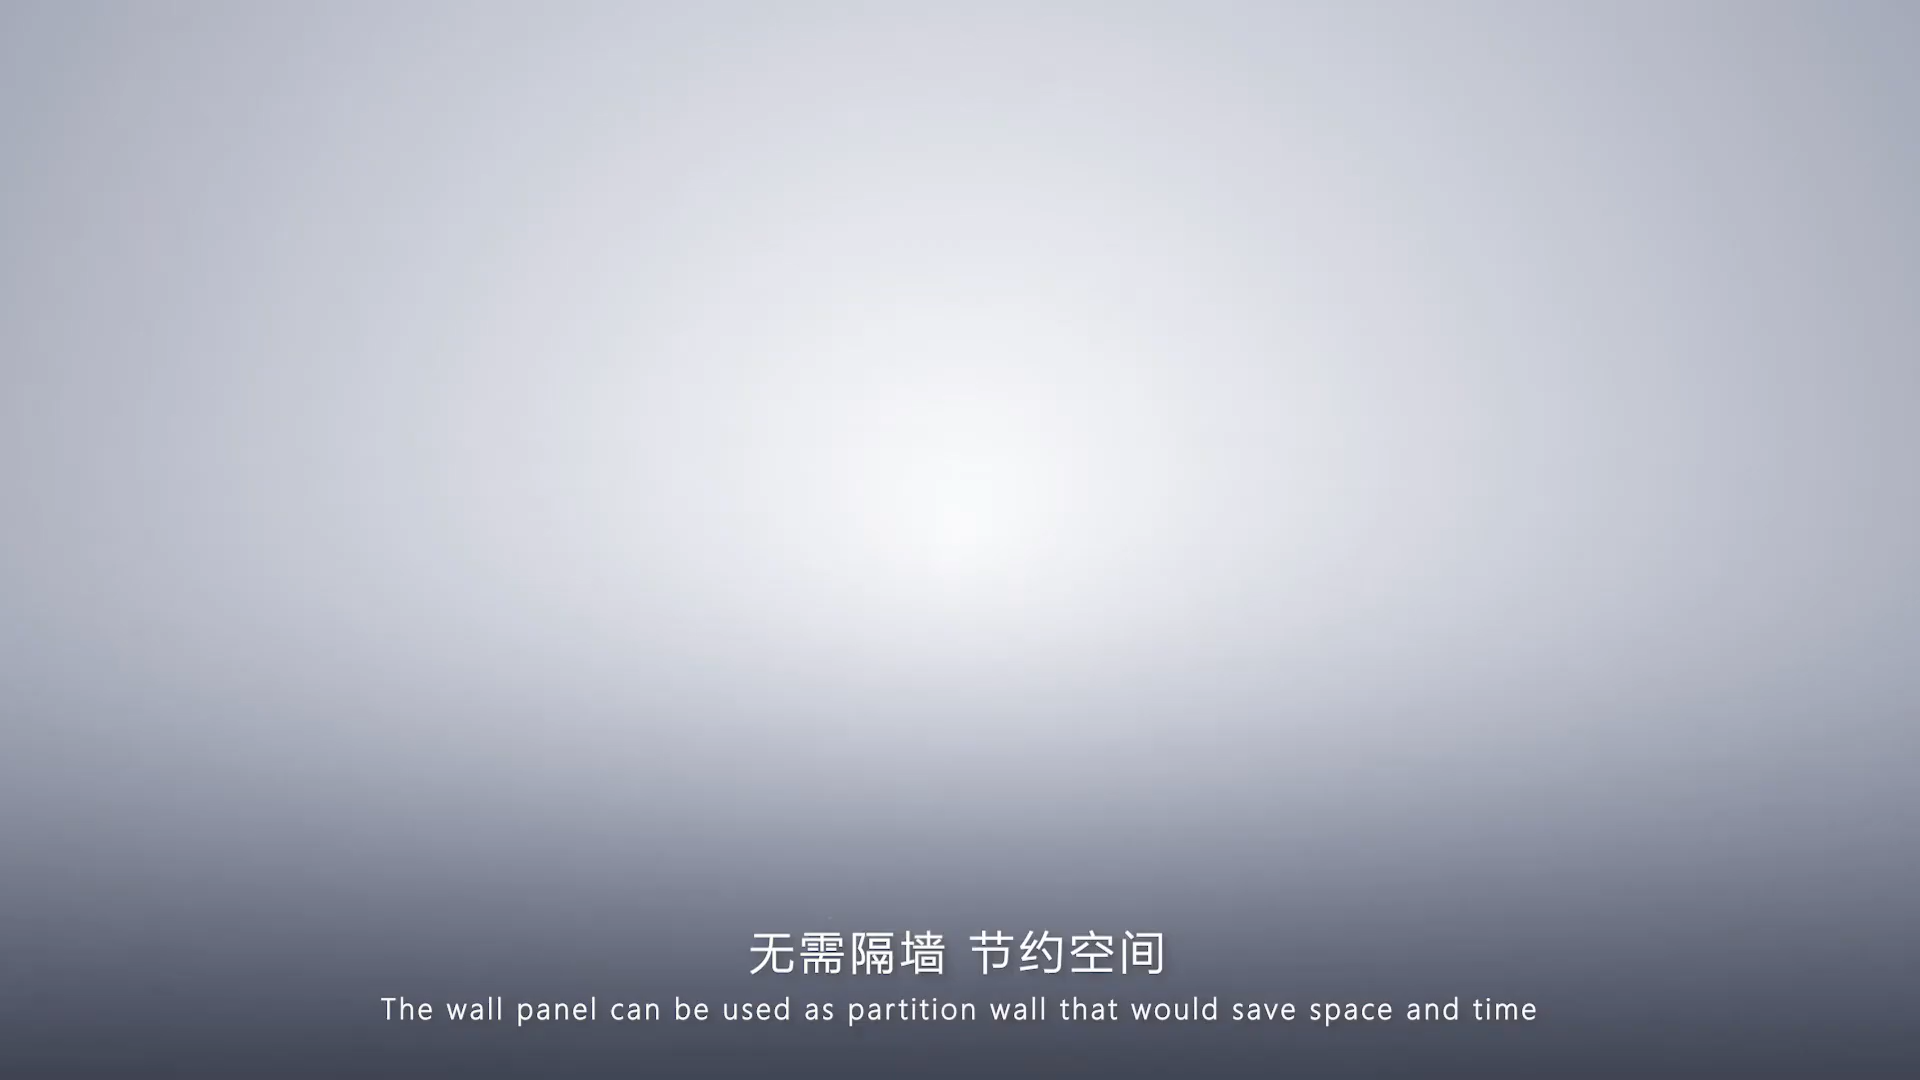 无需隔墙 节约空间
The wall panel can be used as partition wall that would save space and time